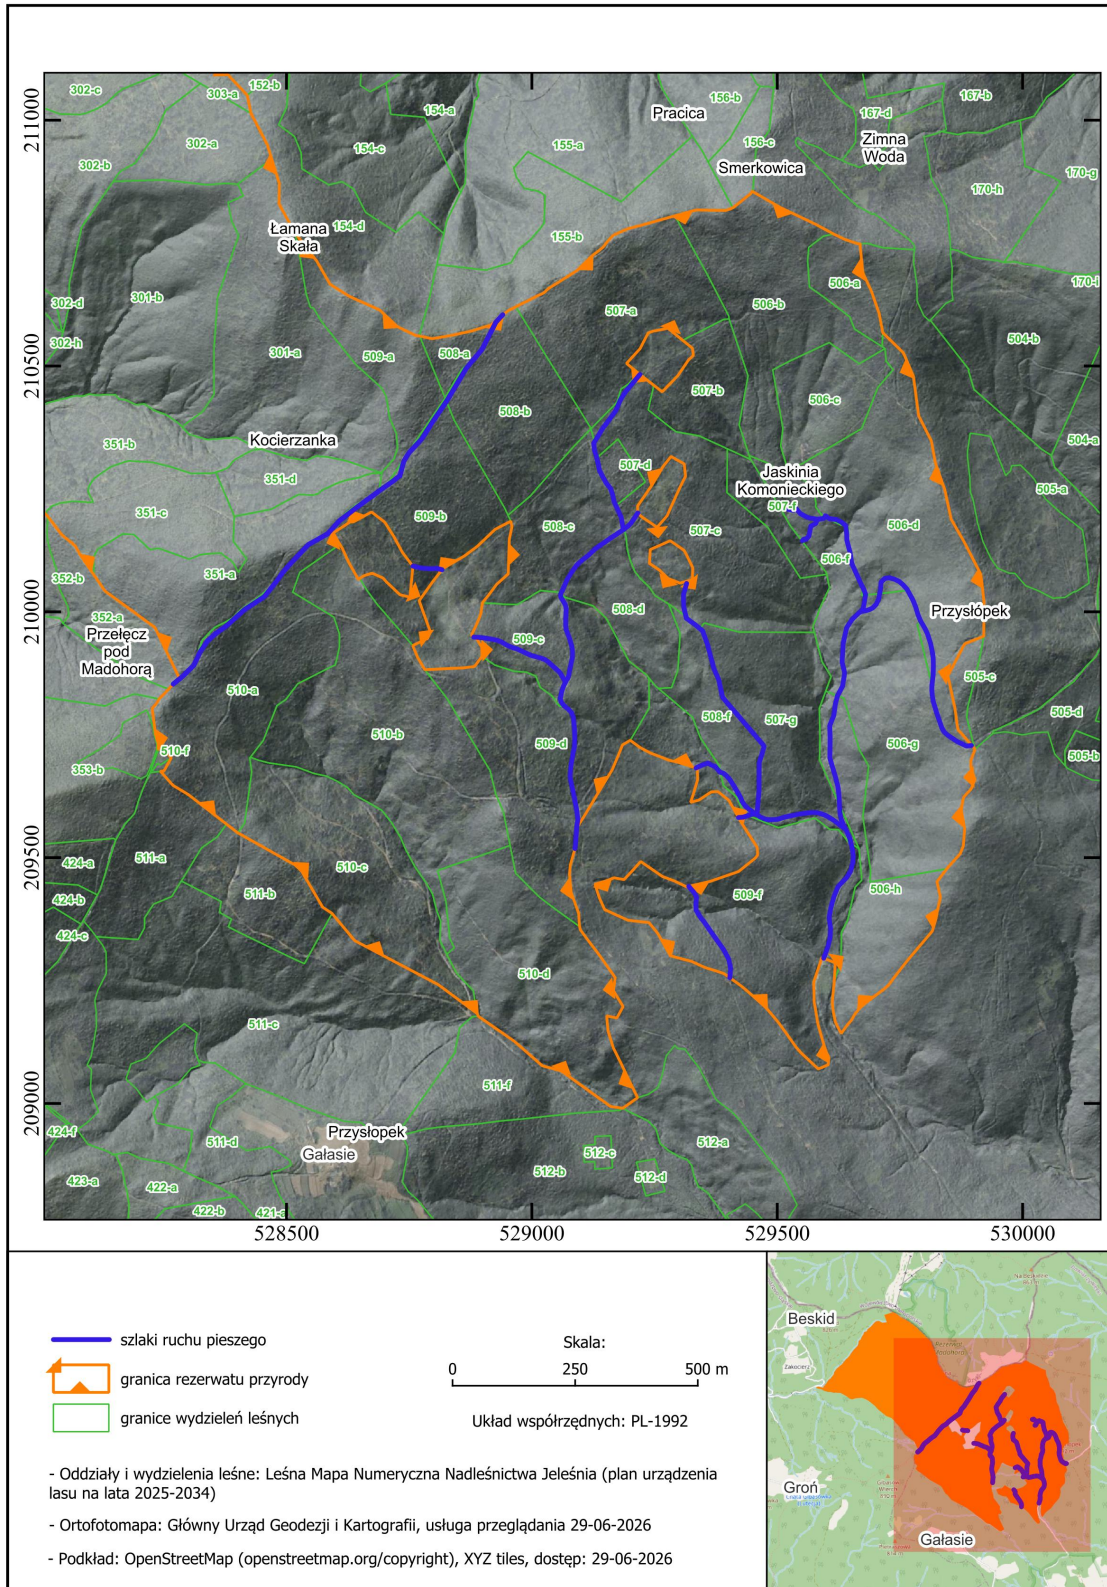 302-c
303-a
152-b
154-a
Pracica
156-b
167-d
167-b
302-a
302-b
154-c
155-a
156-c
Zimna
Woda
Smerkowica
170-g
170-h
Łamana
Skała
154-d
155-b
302-d
301-b
302-h
301-a
509-a
508-a
507-a
506-b
506-a
504-b
507-b
506-c
508-b
504-a
351-b
Kocierzanka
351-d
507-d
Jaskinia
Komonieckiego
507-f
505-a
351-c
509-b
508-c
507-c
506-d
506-f
352-b
351-a
352-a
Przełęcz
pod
Madohorą
508-d
Przysłópek
509-c
505-c
510-a
510-f
510-b
509-d
508-f
507-g
506-g
505-d
505-b
353-b
424-a
511-a
510-c
511-b
509-f
506-h
424-b
424-c
510-d
511-c
511-f
424-f
511-d
Przysłopek
Gałasie
512-c
512-a
512-b
512-d
423-a
422-a
422-b
211000
210500
210000
209500
209000
528500
529000
529500
530000
szlaki ruchu pieszego
granica rezerwatu przyrody
granice wydzieleń leśnych
Skala:
0 250 500 m
Układ współrzędnych: PL-1992
- Oddziały i wydzielenia leśne: Leśna Mapa Numeryczna Nadleśnictwa Jeleśnia (plan urządzenia
lasu na lata 2025-2034)
- Ortofotomapa: Główny Urząd Geodezji i Kartografii, usługa przeglądania 29-06-2026
- Podkład: OpenStreetMap (openstreetmap.org/copyright), XYZ tiles, dostęp: 29-06-2026
Beskid
Zakocierz
Groń
Gałasie